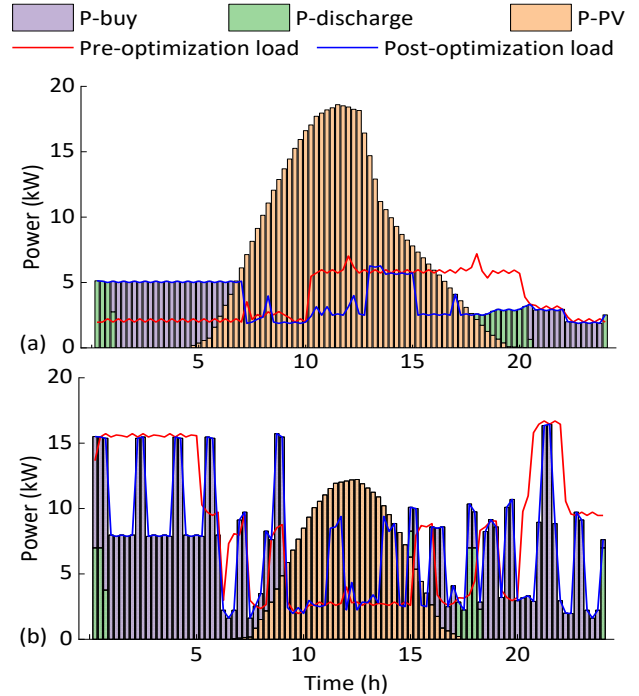 P-buy P-discharge P-PV
Pre-optimization load Post-optimization load
20
15
10
5
0
Power (kW)
(a)
5 10 15 20
20
15
10
5
0
Power (kW)
(b)
5 10 15 20
Time (h)